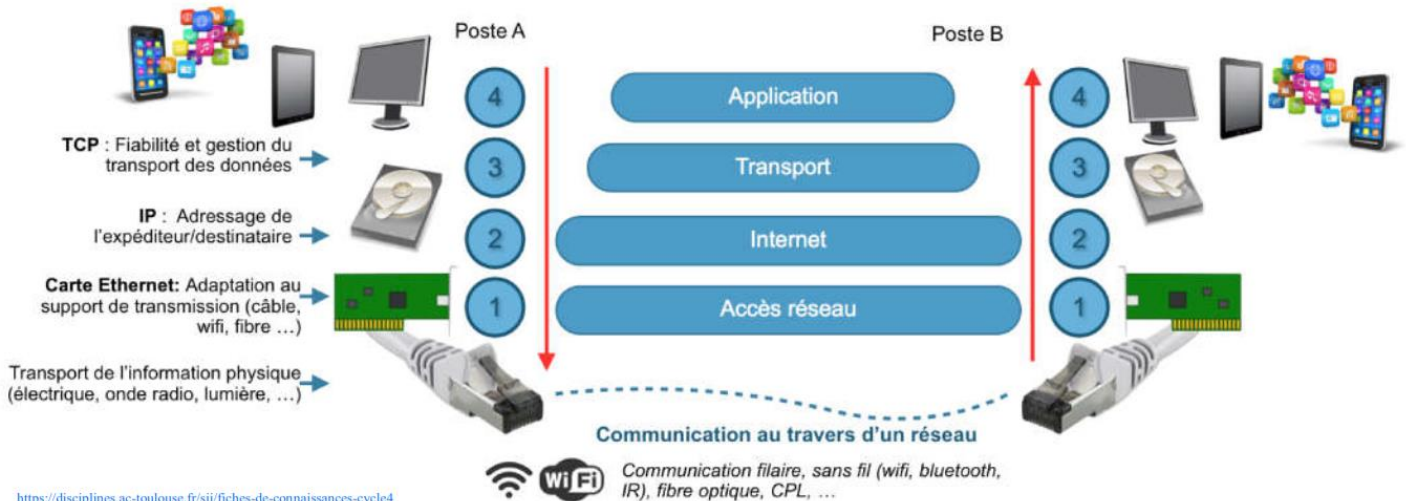 Poste A
Poste B
4
Application
4
TCP : Fiabilité et gestion du
transport des données
3
Transport
3
IP : Adressage de
l'expéditeur/destinataire
2
Internet
2
Carte Ethernet: Adaptation au
support de transmission (câble,
wifi, fibre ...)
1
Accès réseau
1
Transport de l'information physique
(électrique, onde radio, lumière, ...)
Communication au travers d'un réseau
WiFi
Communication filaire, sans fil (wifi, bluetooth,
IR), fibre optique, CPL, ...
https://disciplines.ac-toulouse.fr/sii/fiches-de-connaissances-cycle4